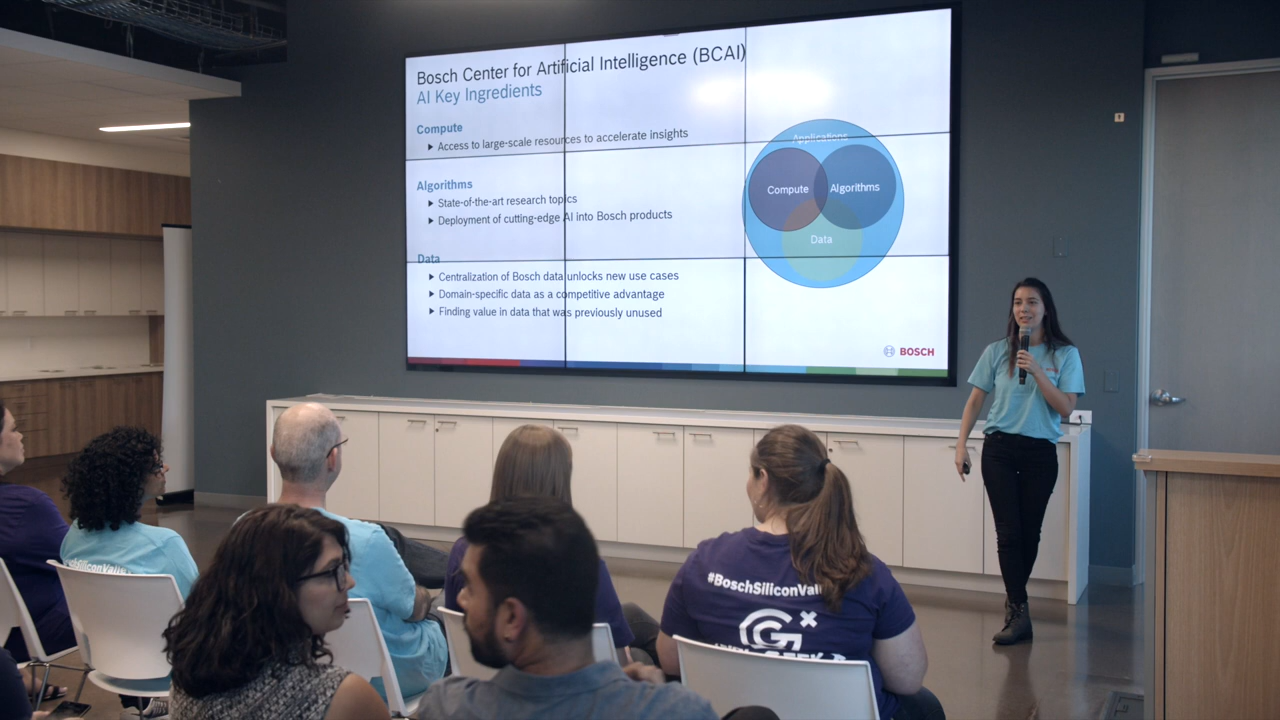 Bosch Center for Artificial Intelligence (BCAI)
AI Key Ingredients
Compute
Access to large-scale resources to accelerate insights
Algorithms
State-of-the-art research topics
Deployment of cutting-edge AI into Bosch products
Data
Centralization of Bosch data unlocks new use cases
Domain-specific data as a competitive advantage
Finding value in data that was previously unused
Applications
Compute
Algorithms
Data
BOSCH
#BoschSiliconVall